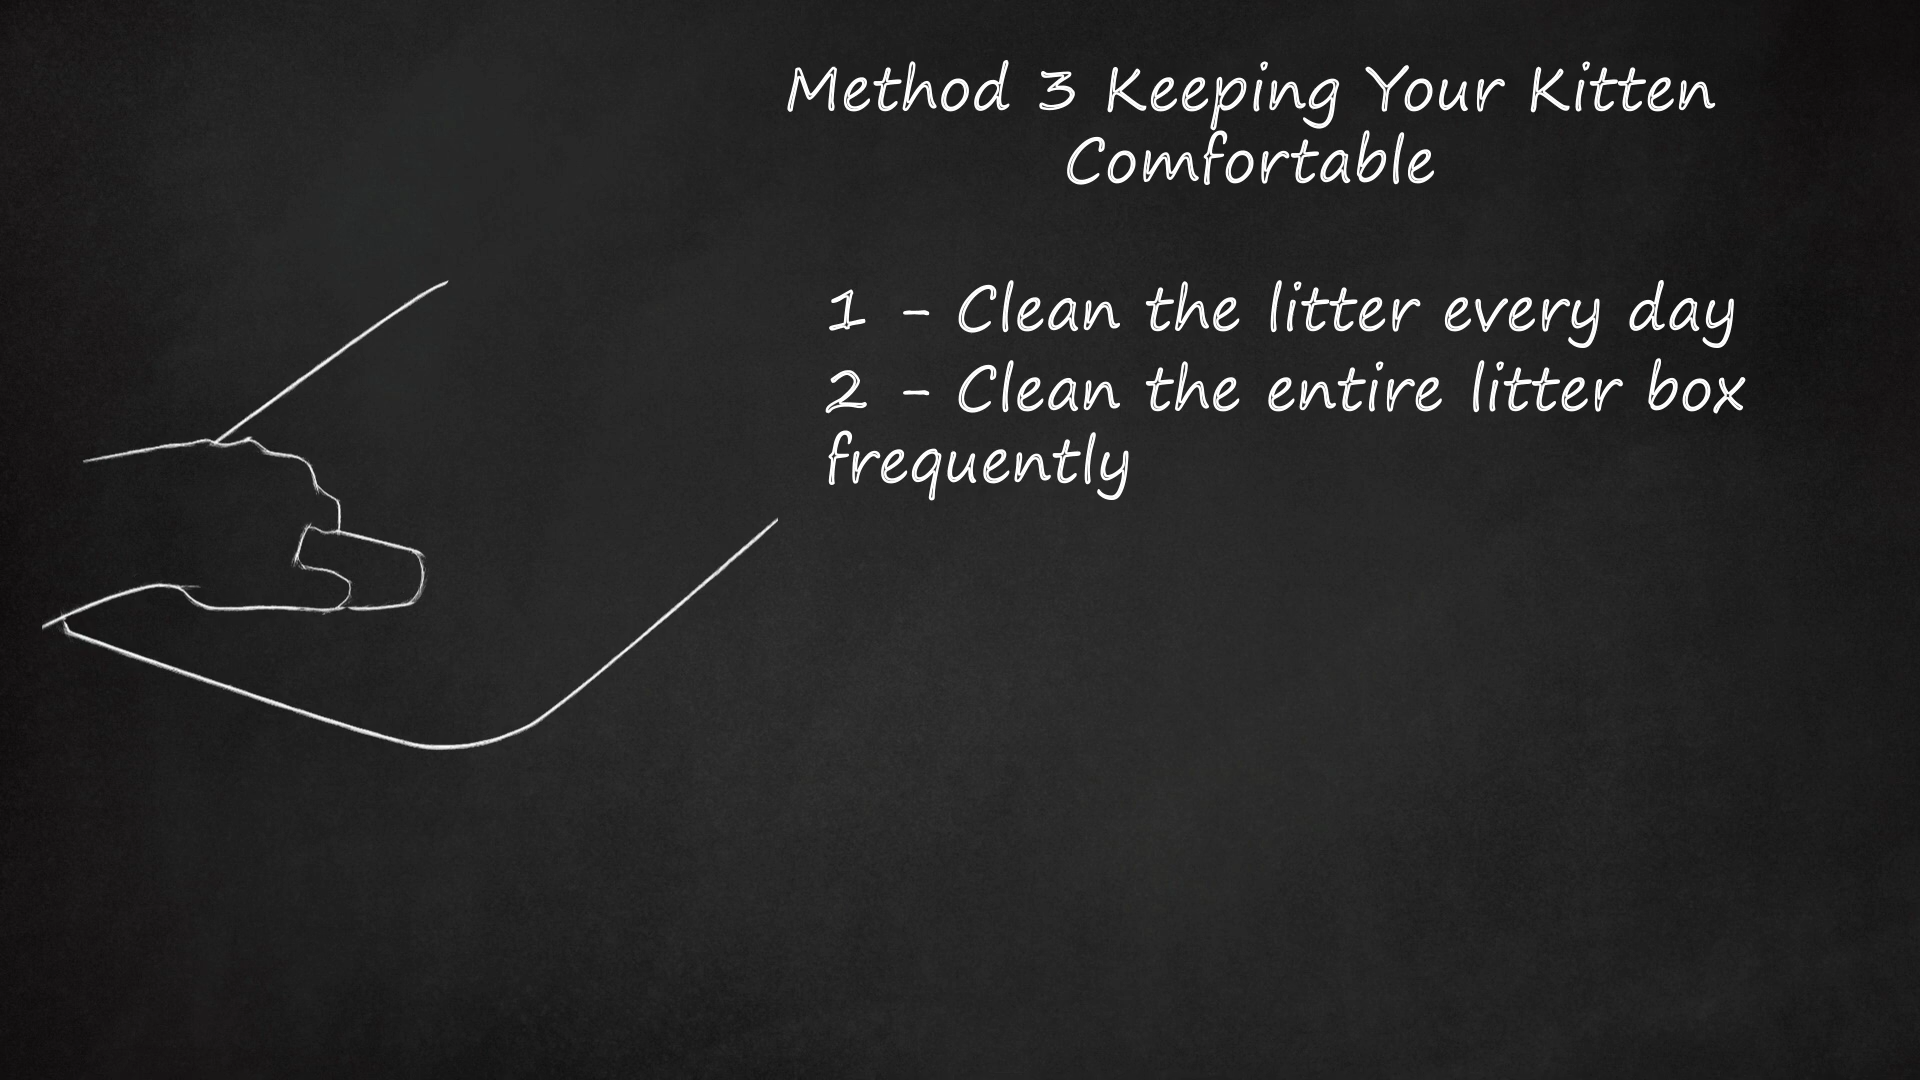 Method 3 Keeping Your Kitten
Comfortable
1 - Clean the litter every day
2 - Clean the entire litter box
frequently